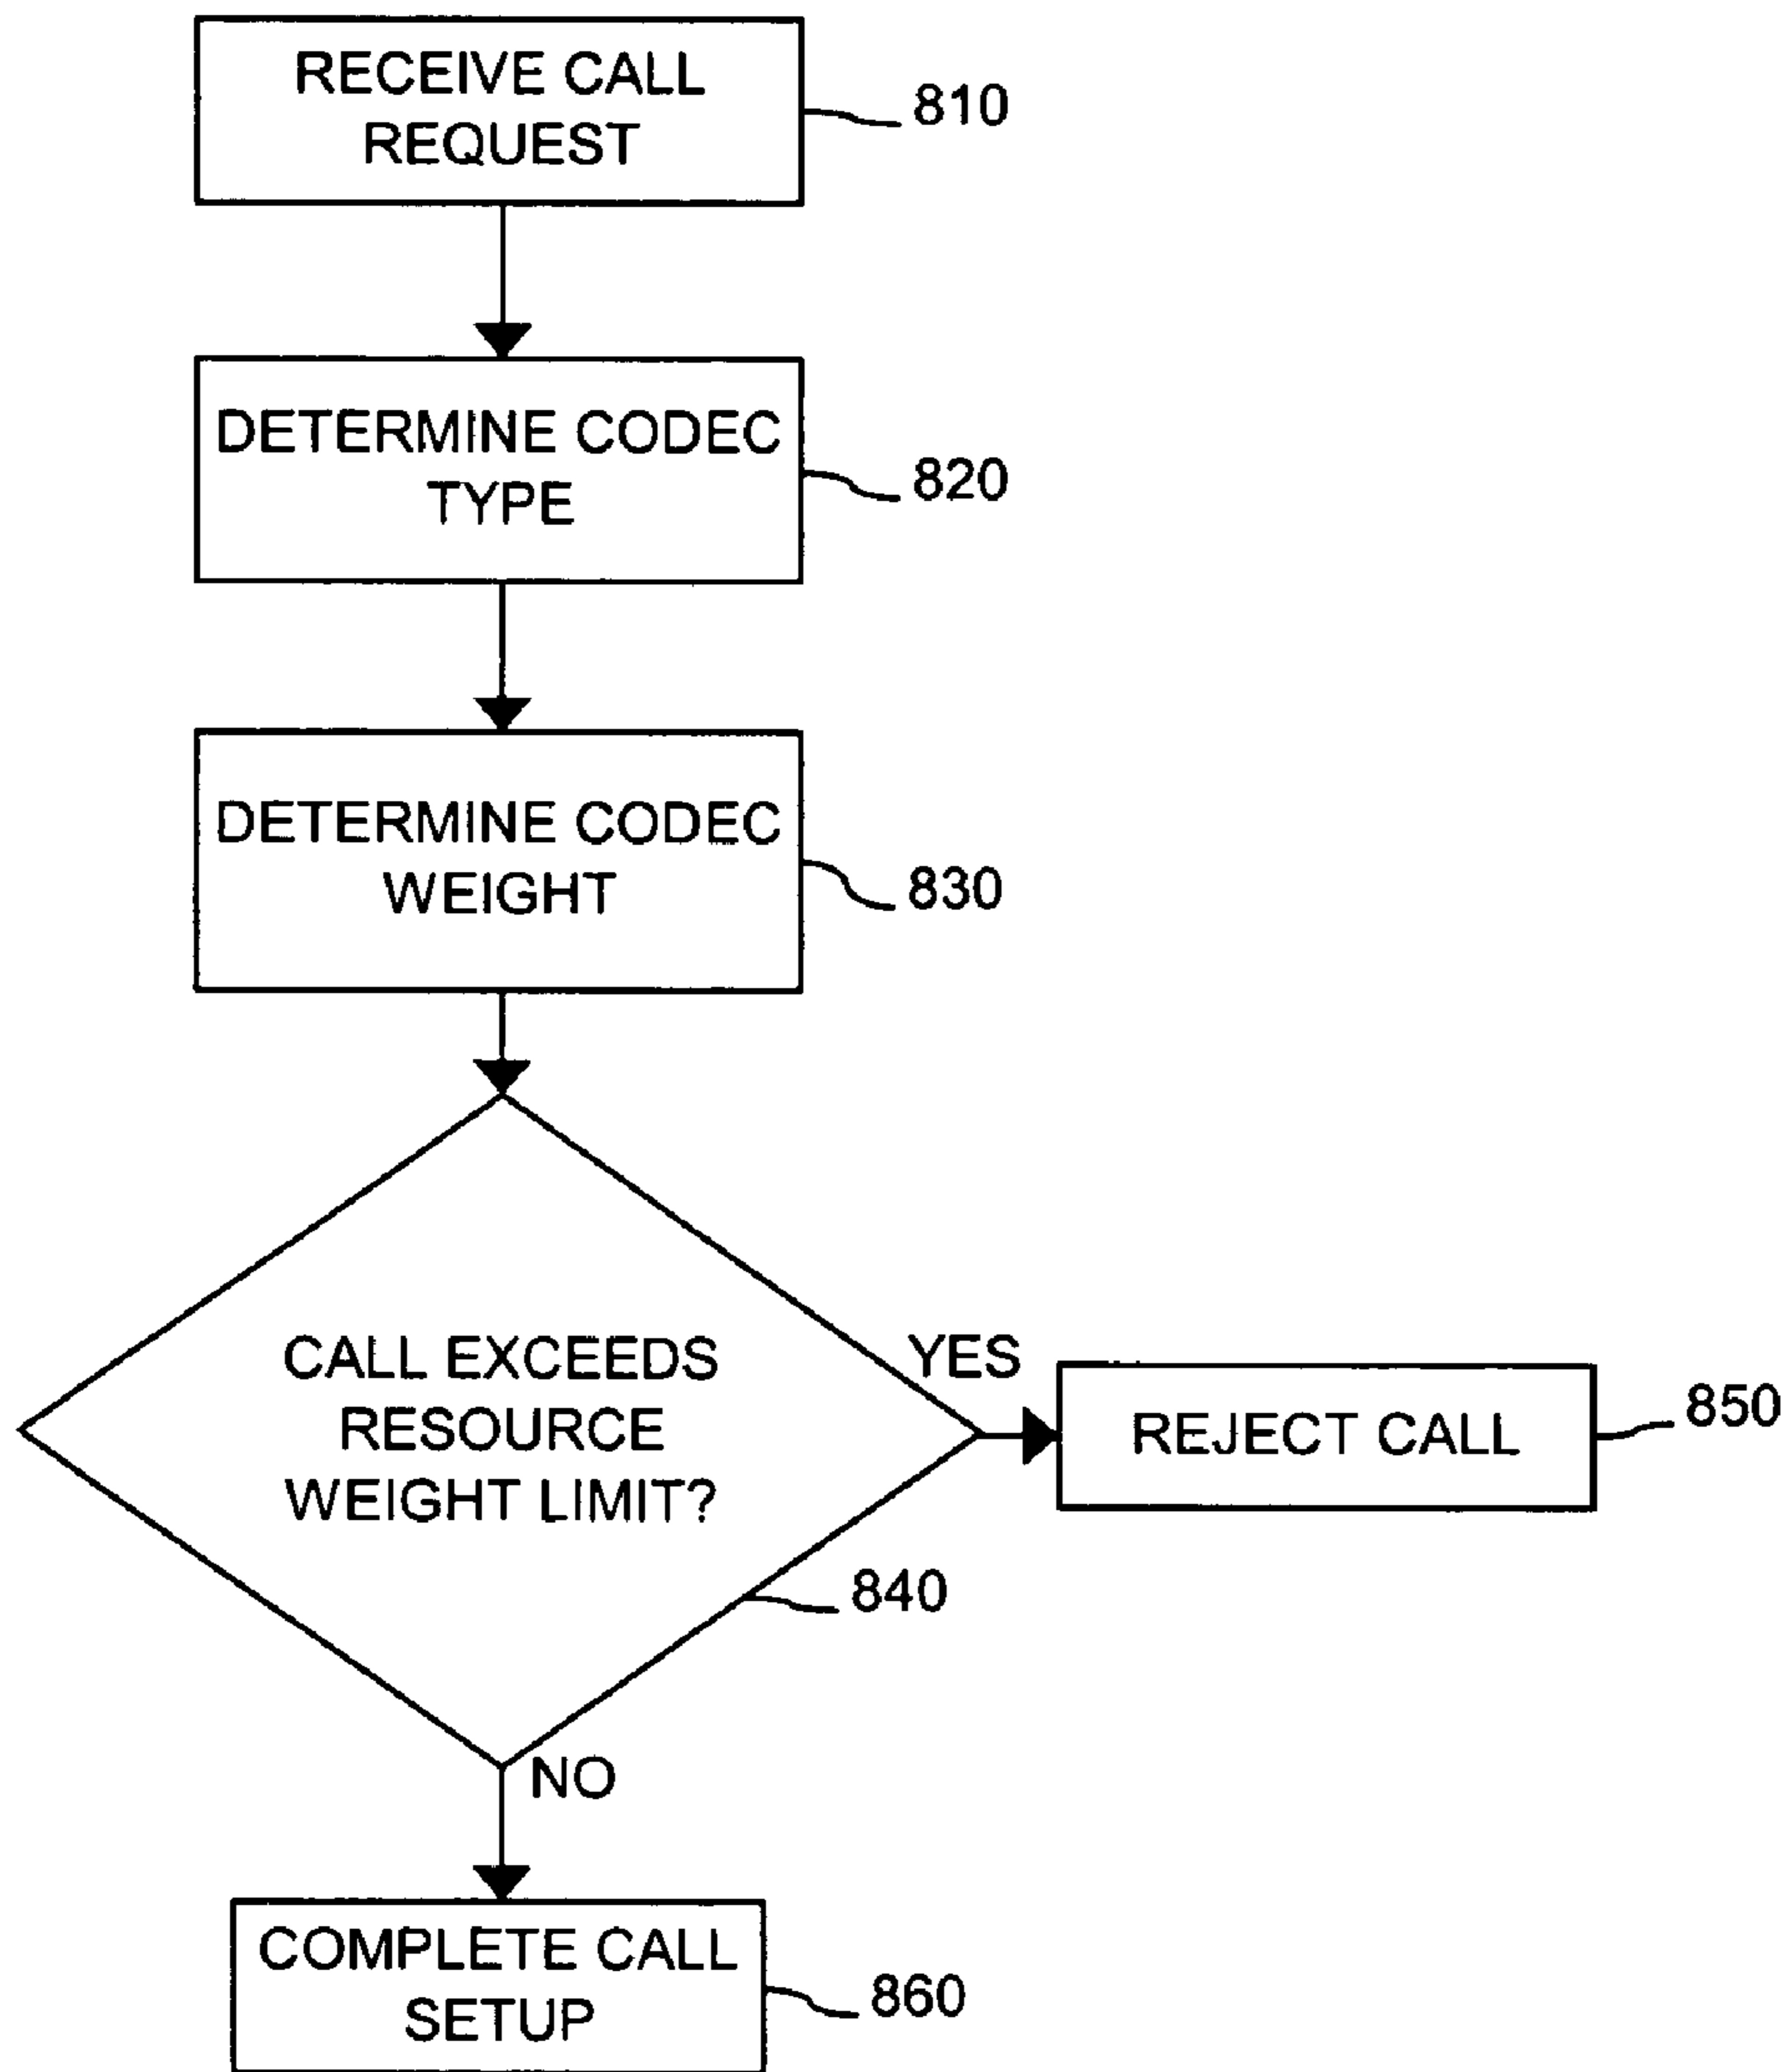 RECEIVE CALL
REQUEST
810
DETERMINE CODEC
TYPE
820
DETERMINE CODEC
WEIGHT
830
CALL EXCEEDS
RESOURCE
WEIGHT LIMIT?
840
YES
REJECT CALL
850
NO
COMPLETE CALL
SETUP
860